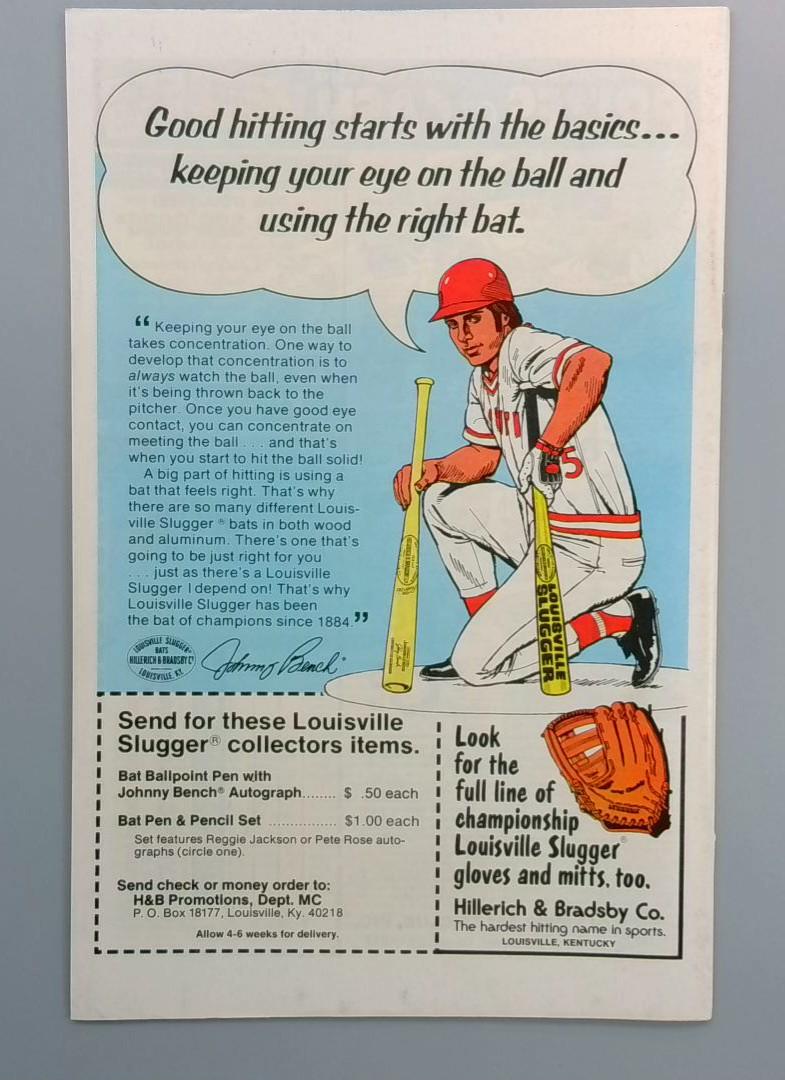 Good hitting starts with the basics...
keeping your eye on the ball and
using the right bat.
“ Keeping your eye on the ball
takes concentration. One way to
develop that concentration is to
always watch the ball, even when
it's being thrown back to the
pitcher. Once you have good eye
contact, you can concentrate on
meeting the ball . . . and that's
when you start to hit the ball solid!
A big part of hitting is using a
bat that feels right. That's why
there are so many different Louis-
ville Slugger ® bats in both wood
and aluminum. There's one that's
going to be just right for you
. . . just as there's a Louisville
Slugger I depend on! That's why
Louisville Slugger has been
the bat of champions since 1884.”
LOUISVILLE SLUGGER®
BATS
HILLERICH & BRADSBY Cº
LOUISVILLE, KY.
Johnny Bench®
5
LOUISVILLE
SLUGGER
Send for these Louisville
Slugger® collectors items.
Bat Ballpoint Pen with
Johnny Bench® Autograph........ $ .50 each
Bat Pen & Pencil Set ................ $1.00 each
Set features Reggie Jackson or Pete Rose auto-
graphs (circle one).
Send check or money order to:
H&B Promotions, Dept. MC
P. O. Box 18177, Louisville, Ky. 40218
Allow 4-6 weeks for delivery.
Look
for the
full line of
championship
Louisville Slugger®
gloves and mitts, too.
Hillerich & Bradsby Co.
The hardest hitting name in sports.
LOUISVILLE, KENTUCKY